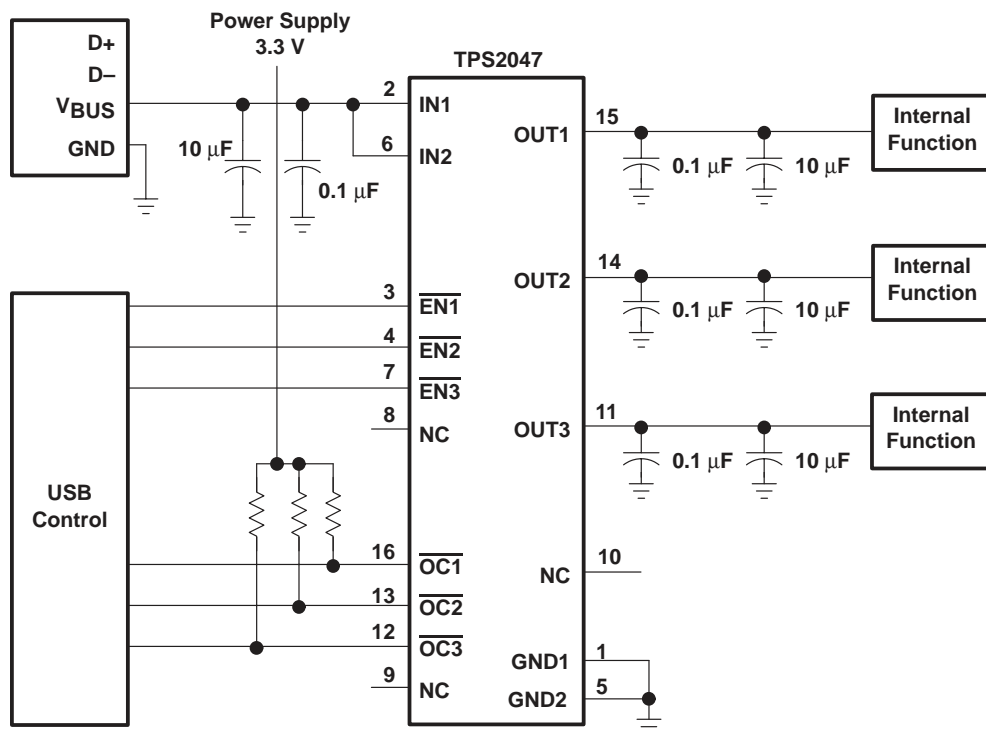 Power Supply
3.3 V
TPS2047
D+
D–
VBUS
GND
10 µF
0.1 µF
2
IN1
6
IN2
3
EN1
4
EN2
7
EN3
8
NC
16
OC1
13
OC2
12
OC3
9
NC
USB
Control
OUT1
15
0.1 µF
10 µF
Internal
Function
OUT2
14
0.1 µF
10 µF
Internal
Function
OUT3
11
0.1 µF
10 µF
Internal
Function
NC
10
GND1
1
GND2
5